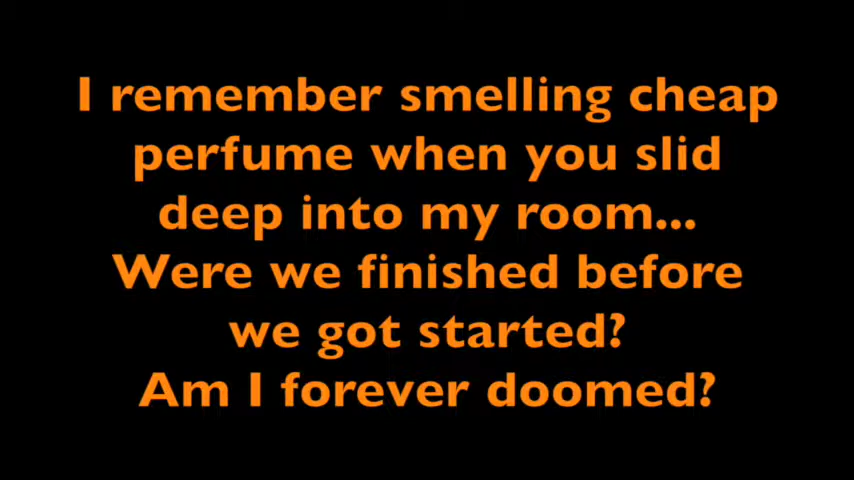 I remember smelling cheap
perfume when you slid
deep into my room...
Were we finished before
we got started?
Am I forever doomed?